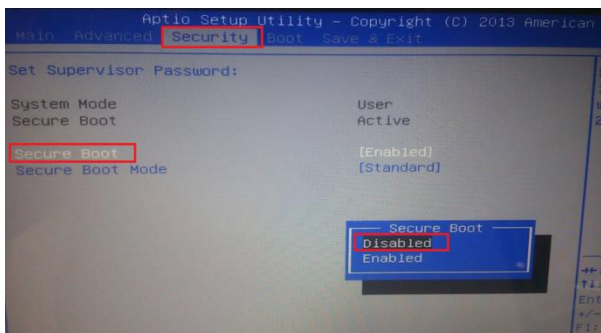 Aptio Setup Utility – Copyright (C) 2013 American
Main Advanced Security Boot Save & Exit
Set Supervisor Password:
System Mode User
Secure Boot Active
Secure Boot [Enabled]
Secure Boot Mode [Standard]
Secure Boot
Disabled
Enabled